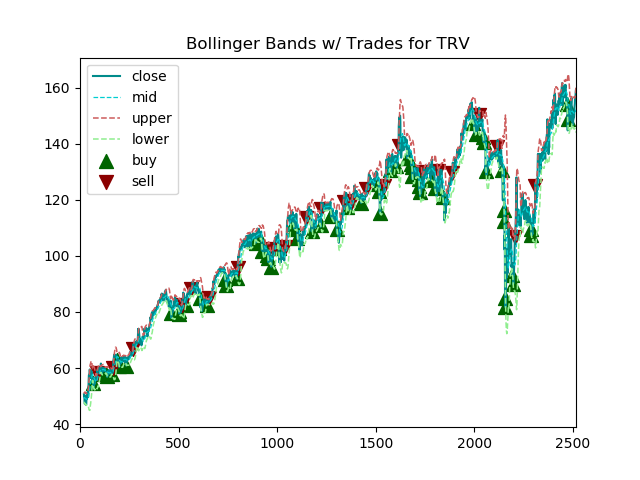 Bollinger Bands w/ Trades for TRV
close
mid
upper
lower
buy
sell
160
140
120
100
80
60
40
0 500 1000 1500 2000 2500